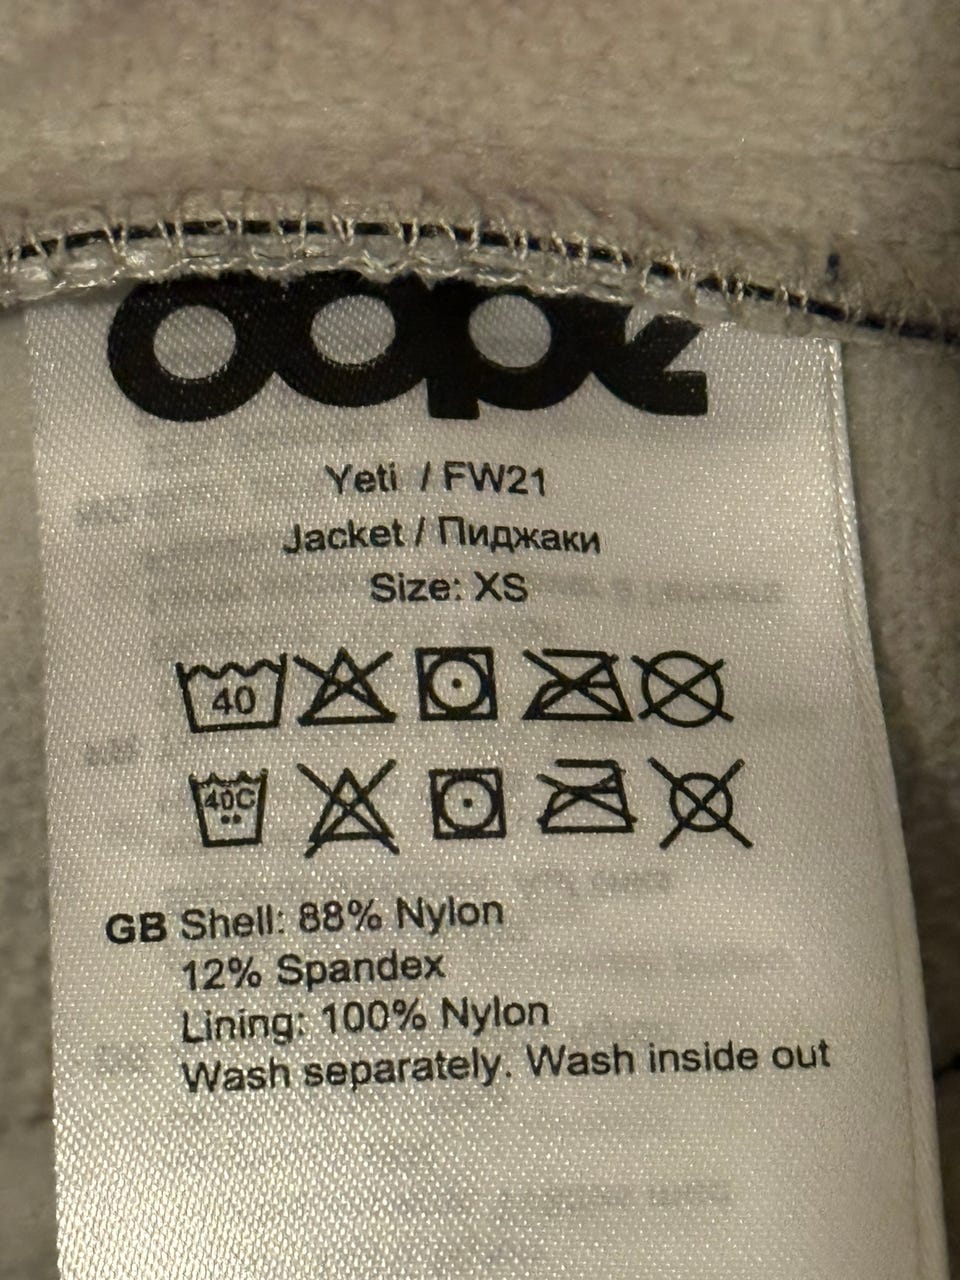 Yeti / FW21
Jacket / Пиджаки
Size: XS
40
40C
GB Shell: 88% Nylon
12% Spandex
Lining: 100% Nylon
Wash separately. Wash inside out